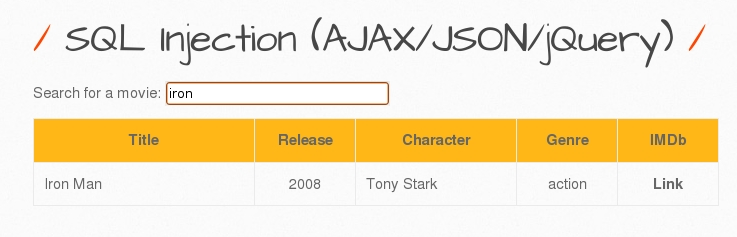 / SQL Injection (AJAX/JSON/jQuery) /
Search for a movie: iron
Title Release Character Genre IMDb
Iron Man 2008 Tony Stark action Link